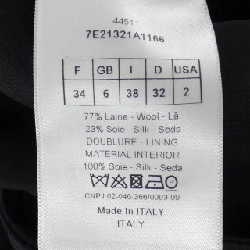 4451
7E21321A1166
F GB I D USA
34 6 38 32 2
77% Laine - Wool - Lã
23% Soie - Silk - Seda
DOUBLURE - LINING
MATERIAL INTERIOR
100% Soie - Silk - Seda
Made In ITALY
ITALY